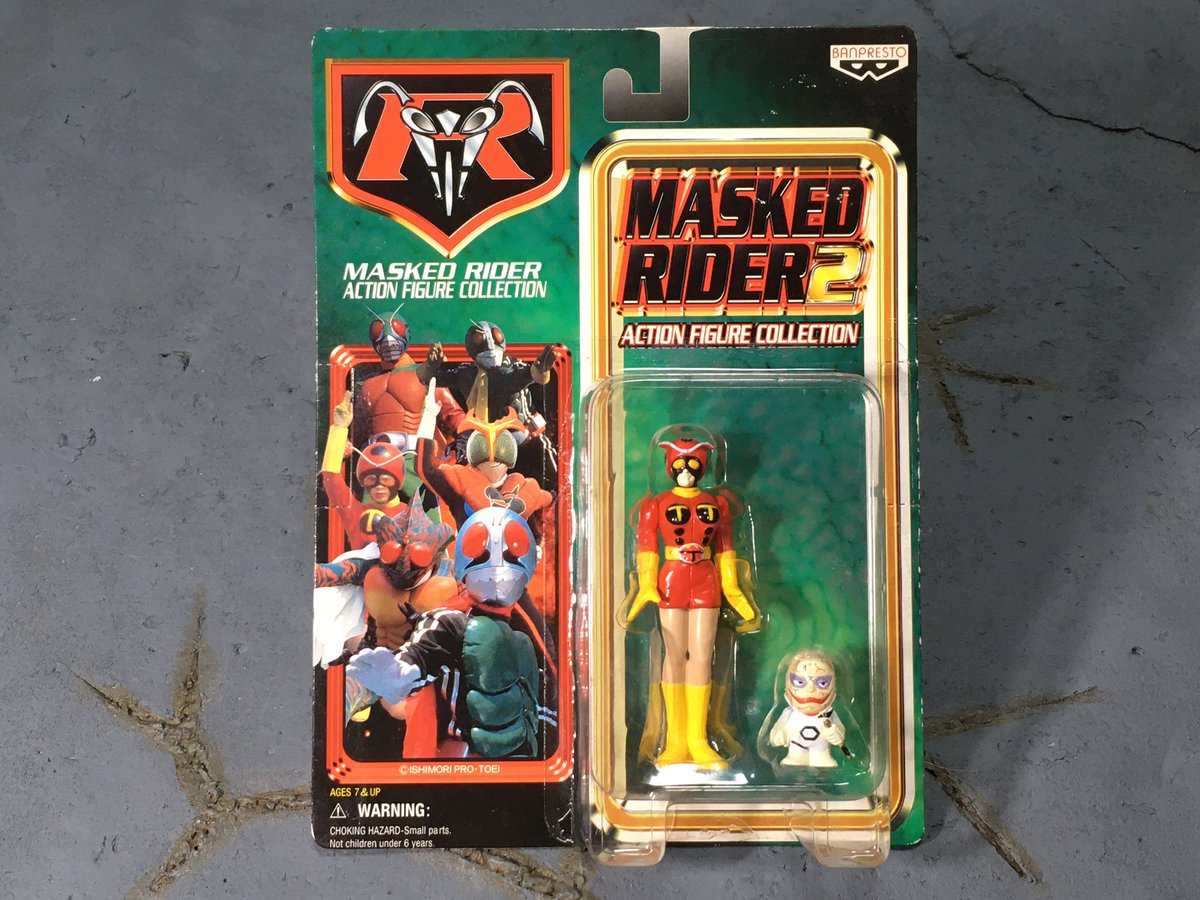 BANPRESTO
R
MASKED RIDER
ACTION FIGURE COLLECTION
MASKED
RIDER2
ACTION FIGURE COLLECTION
T
T T
T
© ISHIMORI PRO·TOEI
AGES 7 & UP
WARNING:
CHOKING HAZARD-Small parts.
Not children under 6 years.